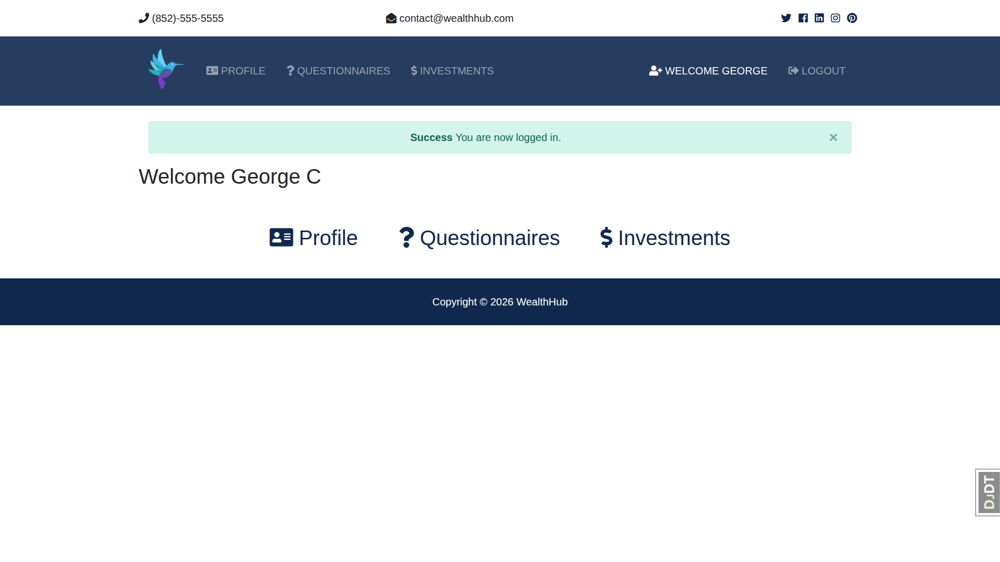 (852)-555-5555
contact@wealthhub.com
PROFILE
QUESTIONNAIRES
INVESTMENTS
WELCOME GEORGE
LOGOUT
Success You are now logged in.
×
Welcome George C
Profile
Questionnaires
Investments
Copyright © 2026 WealthHub
DJDT